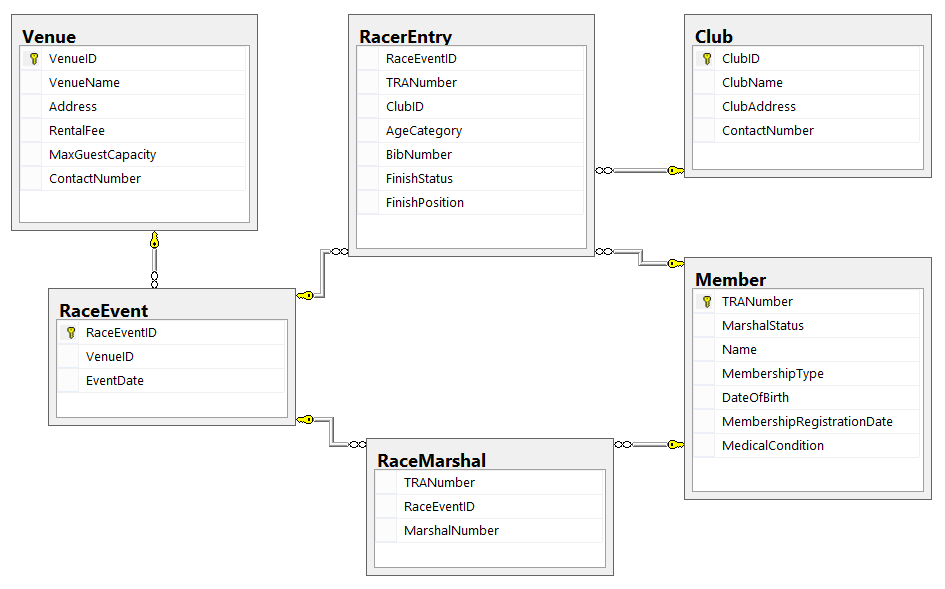 Venue
VenueID
VenueName
Address
RentalFee
MaxGuestCapacity
ContactNumber
RacerEntry
RaceEventID
TRANumber
ClubID
AgeCategory
BibNumber
FinishStatus
FinishPosition
Club
ClubID
ClubName
ClubAddress
ContactNumber
RaceEvent
RaceEventID
VenueID
EventDate
Member
TRANumber
MarshalStatus
Name
MembershipType
DateOfBirth
MembershipRegistrationDate
MedicalCondition
RaceMarshal
TRANumber
RaceEventID
MarshalNumber